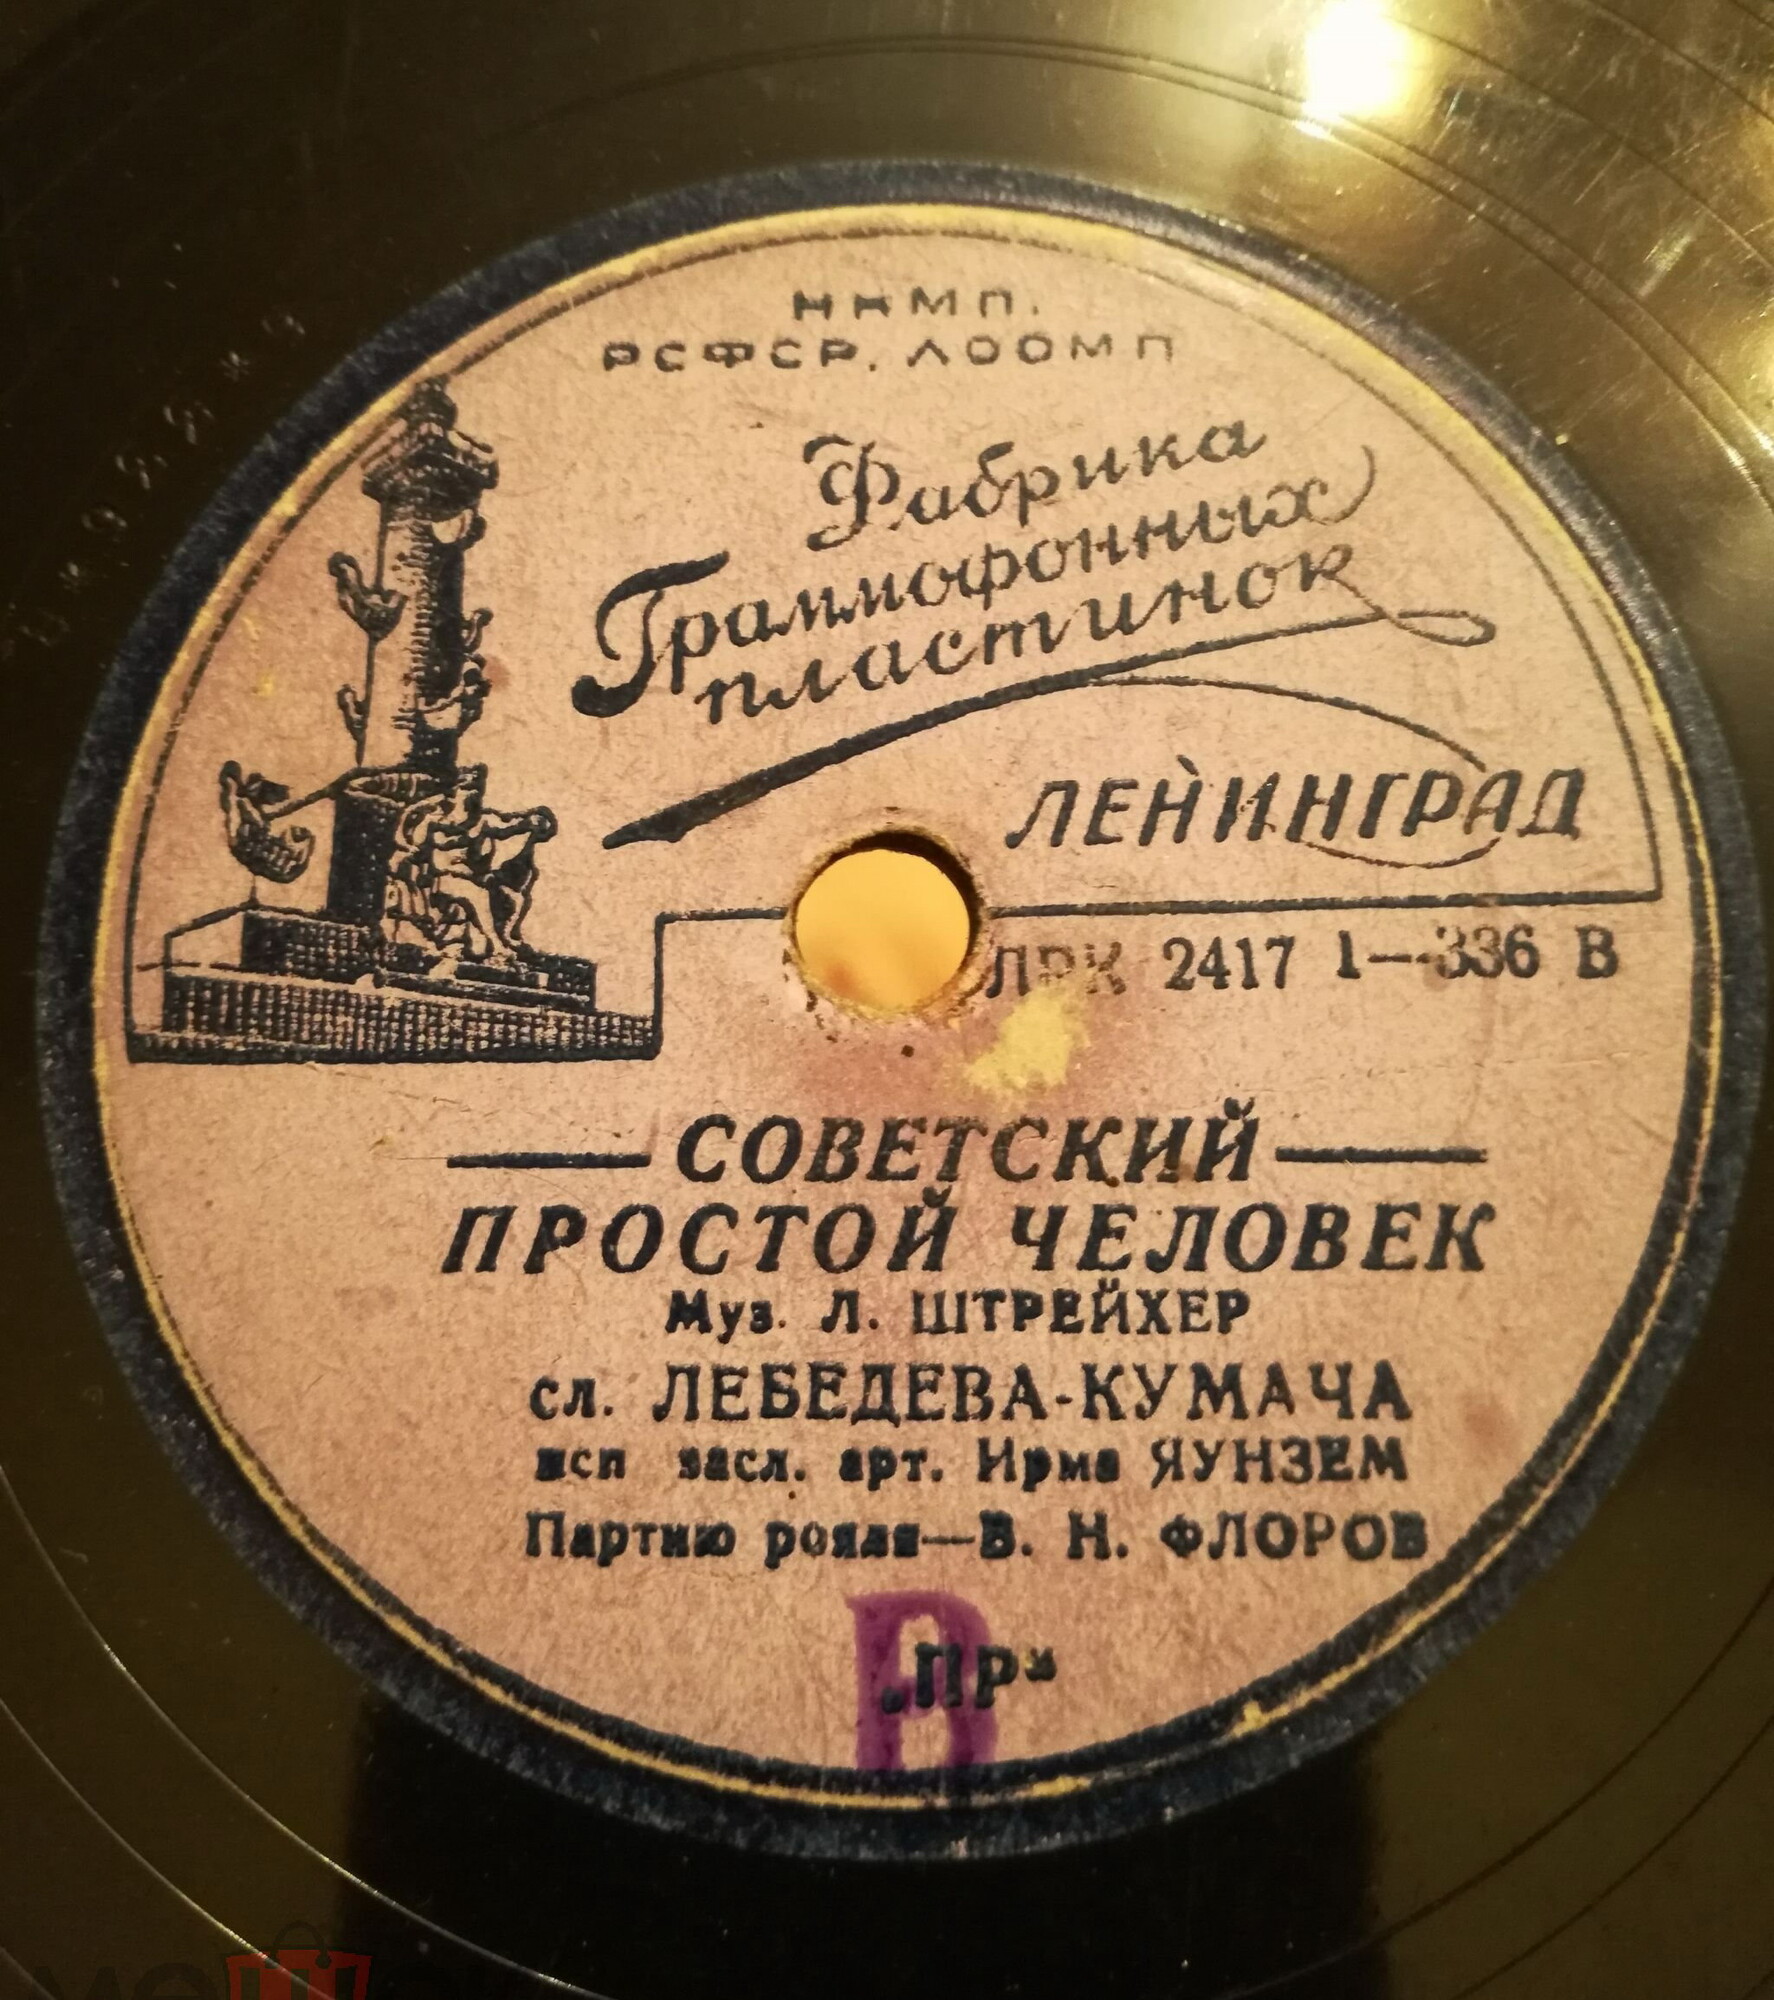 НКМП.
РСФСР. ЛООМП
Фабрика
Граммофонных
пластинок
ЛЕНИНГРАД
ЛРК 2417 1—336 В
СОВЕТСКИЙ
ПРОСТОЙ ЧЕЛОВЕК
Муз. Л. ШТРЕЙХЕР
сл. ЛЕБЕДЕВА-КУМАЧА
исп засл. арт. Ирма ЯУНЗЕМ
Партию рояля—В. Н. ФЛОРОВ
В
„ПР“